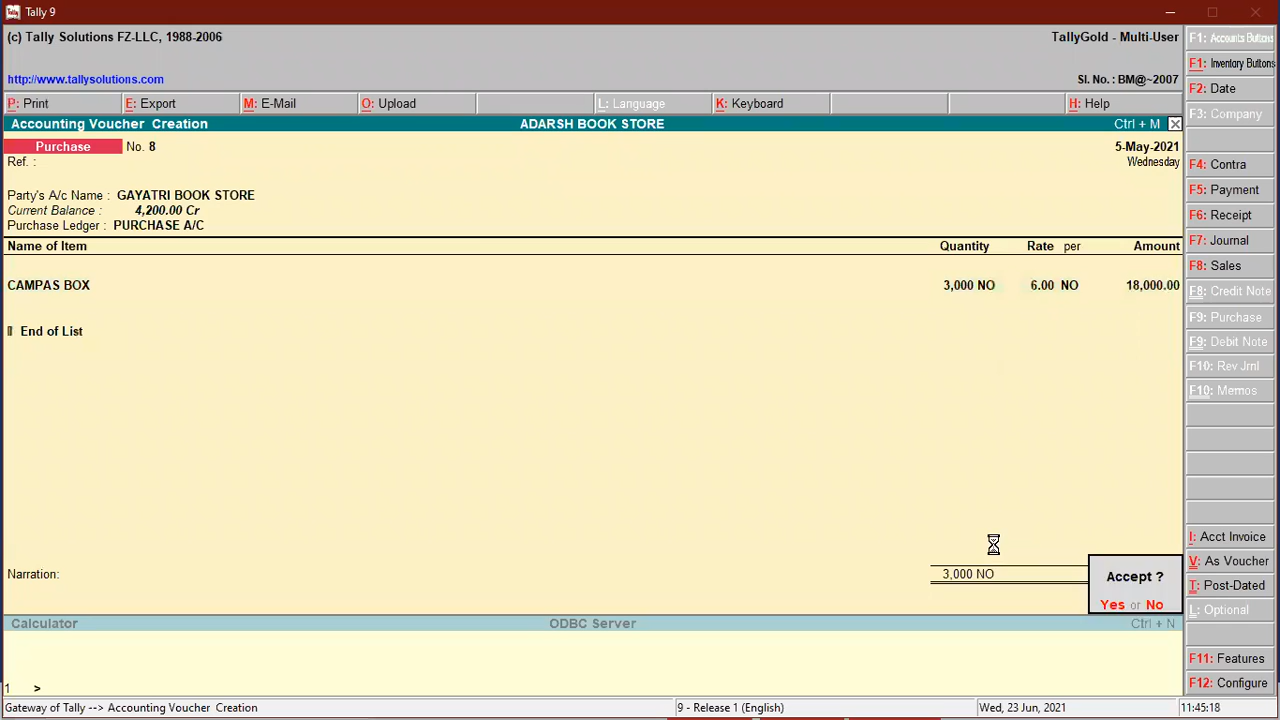 Tally 9
(c) Tally Solutions FZ-LLC, 1988-2006
TallyGold - Multi-User
http://www.tallysolutions.com
Sl. No. : BM@~2007
P: Print E: Export M: E-Mail O: Upload L: Language K: Keyboard H: Help
Accounting Voucher Creation ADARSH BOOK STORE Ctrl + M
Purchase No. 8 5-May-2021
Ref. : Wednesday
Party's A/c Name : GAYATRI BOOK STORE
Current Balance : 4,200.00 Cr
Purchase Ledger : PURCHASE A/C
Name of Item Quantity Rate per Amount
CAMPAS BOX 3,000 NO 6.00 NO 18,000.00
End of List
Narration: 3,000 NO
Accept ?
Yes or No
Calculator ODBC Server Ctrl + N
1 >
Gateway of Tally --> Accounting Voucher Creation 9 - Release 1 (English) Wed, 23 Jun, 2021 11:45:18
F1: Accounts Buttons
F1: Inventory Buttons
F2: Date
F3: Company
F4: Contra
F5: Payment
F6: Receipt
F7: Journal
F8: Sales
F8: Credit Note
F9: Purchase
F9: Debit Note
F10: Rev Jrnl
F10: Memos
I: Acct Invoice
V: As Voucher
T: Post-Dated
L: Optional
F11: Features
F12: Configure